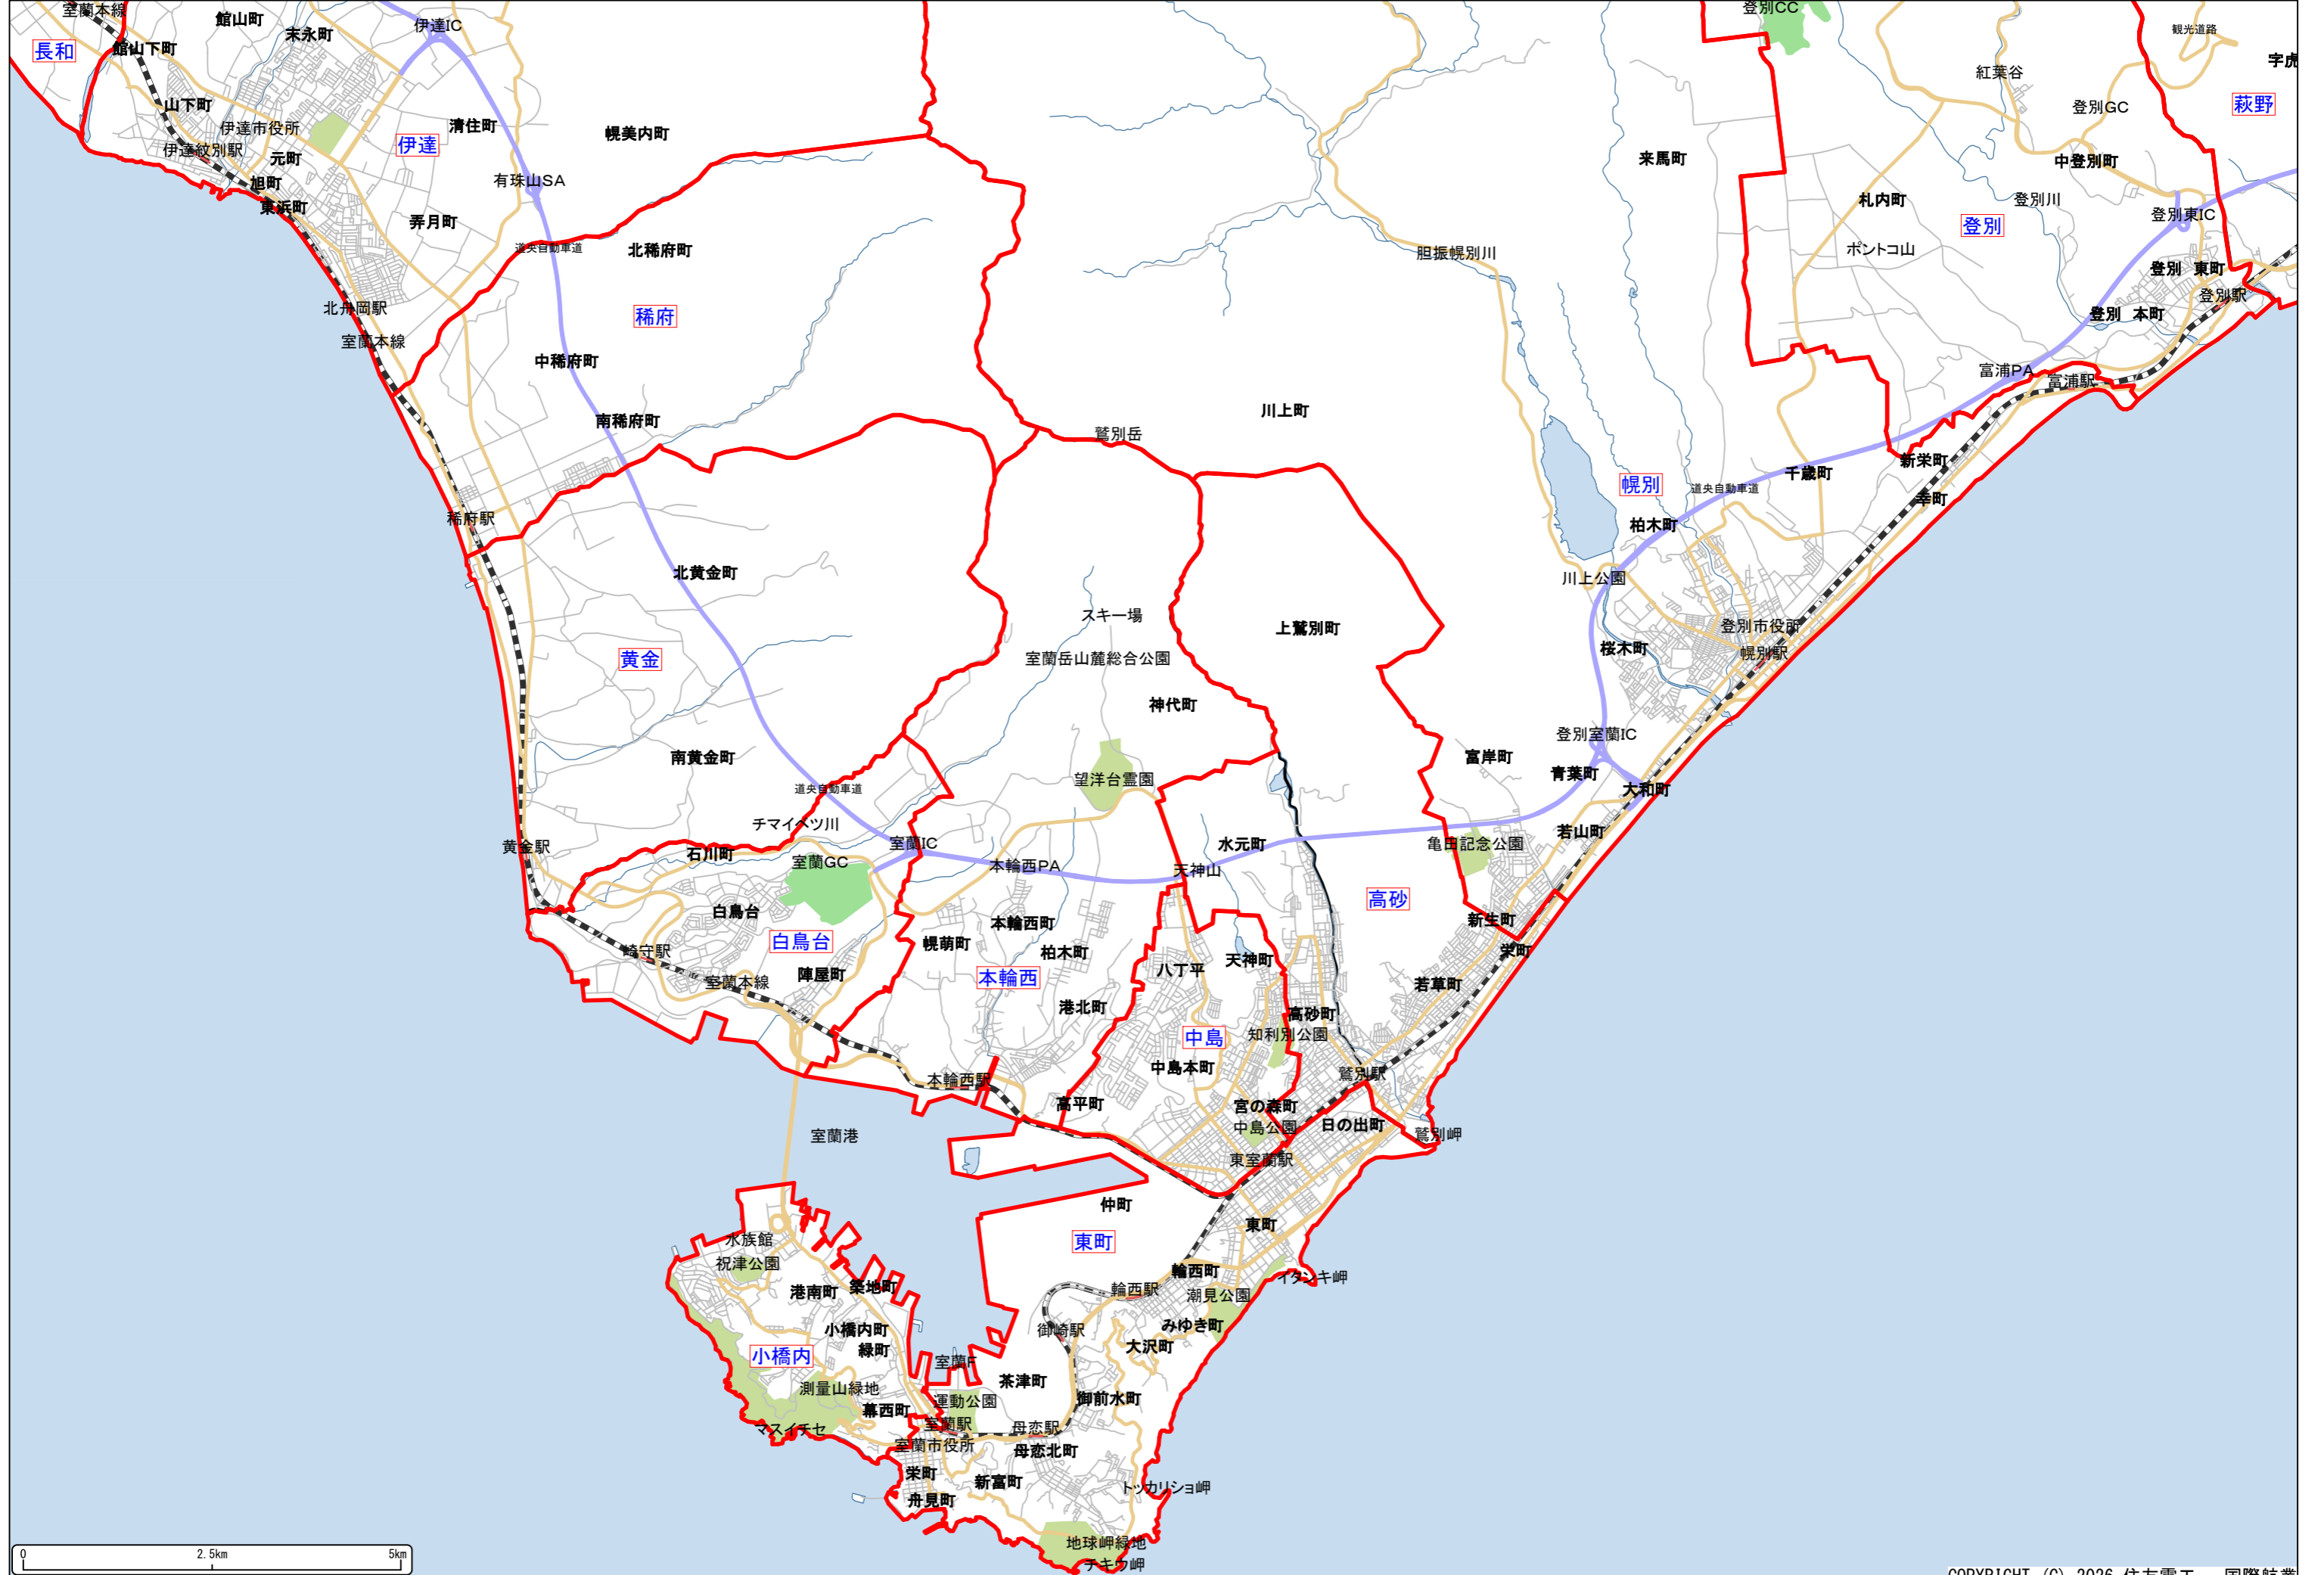 室蘭本線
館山町
末永町
伊達IC
登別CC
観光道路
長和
館山下町
字虎
紅葉谷
山下町
伊達市役所
清住町
幌美内町
登別GC
萩野
伊達
伊達紋別駅
元町
来馬町
中登別町
旭町
有珠山SA
東浜町
弄月町
札内町
登別川
登別東IC
登別
道央自動車道
北稀府町
胆振幌別川
ポントコ山
登別 東町
登別駅
北舟岡駅
稀府
登別 本町
室蘭本線
中稀府町
富浦PA
富浦駅
川上町
南稀府町
鷲別岳
新栄町
千歳町
幌別
道央自動車道
幸町
稀府駅
柏木町
北黄金町
川上公園
スキー場
上鷲別町
登別市役所
桜木町
幌別駅
黄金
室蘭岳山麓総合公園
神代町
登別室蘭IC
南黄金町
富岸町
望洋台霊園
青葉町
道央自動車道
大和町
チマイベツ川
若山町
黄金駅
石川町
室蘭GC
室蘭IC
本輪西PA
天神山
水元町
亀田記念公園
高砂
白鳥台
白鳥台
幌萌町
本輪西町
新生町
崎守駅
柏木町
栄町
陣屋町
本輪西
八丁平
天神町
室蘭本線
若草町
港北町
高砂町
中島
知利別公園
中島本町
本輪西駅
鷲別駅
高平町
宮の森町
中島公園
日の出町
室蘭港
鷲別岬
東室蘭駅
仲町
東町
水族館
東町
祝津公園
輪西町
イタンキ岬
港南町
築地町
輪西駅
潮見公園
小橋内町
御崎駅
みゆき町
緑町
大沢町
小橋内
室蘭F
茶津町
測量山緑地
運動公園
御前水町
幕西町
室蘭駅
母恋駅
マスイチセ
室蘭市役所
母恋北町
栄町
新富町
トッカリショ岬
舟見町
地球岬緑地
チキウ岬
0 2.5km 5km